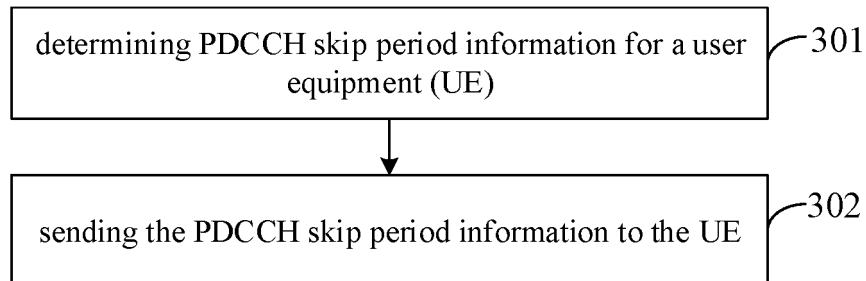 determining PDCCH skip period information for a user
equipment (UE)
301
sending the PDCCH skip period information to the UE
302